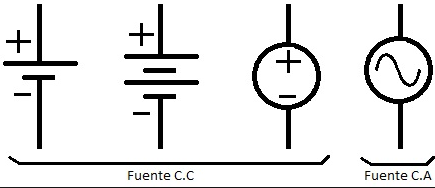 + + +
− − −
Fuente C.C Fuente C.A